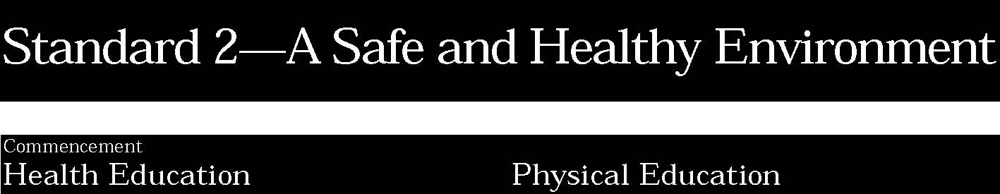 Standard 2—A Safe and Healthy Environment
Commencement
Health Education
Physical Education